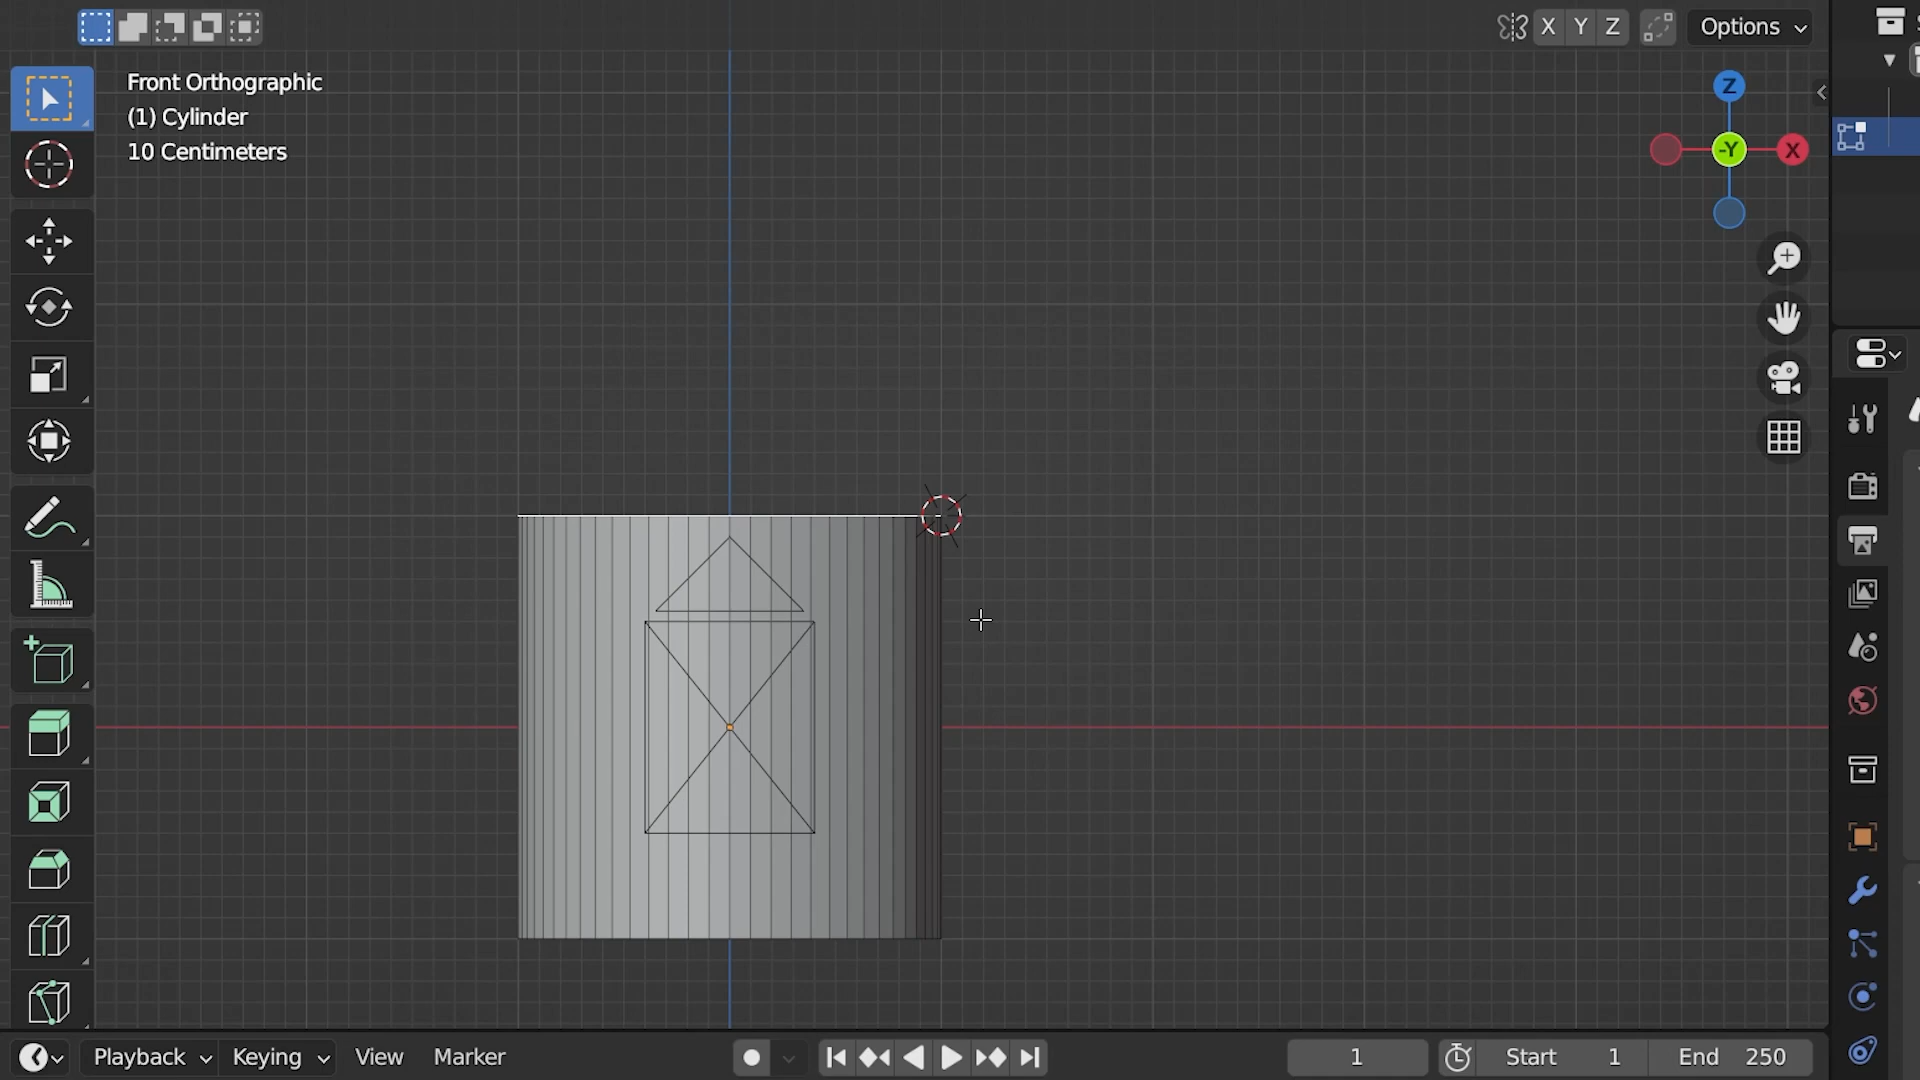 X Y Z Options
Front Orthographic
(1) Cylinder
10 Centimeters
Z
-Y X
Playback Keying View Marker 1 Start 1 End 250